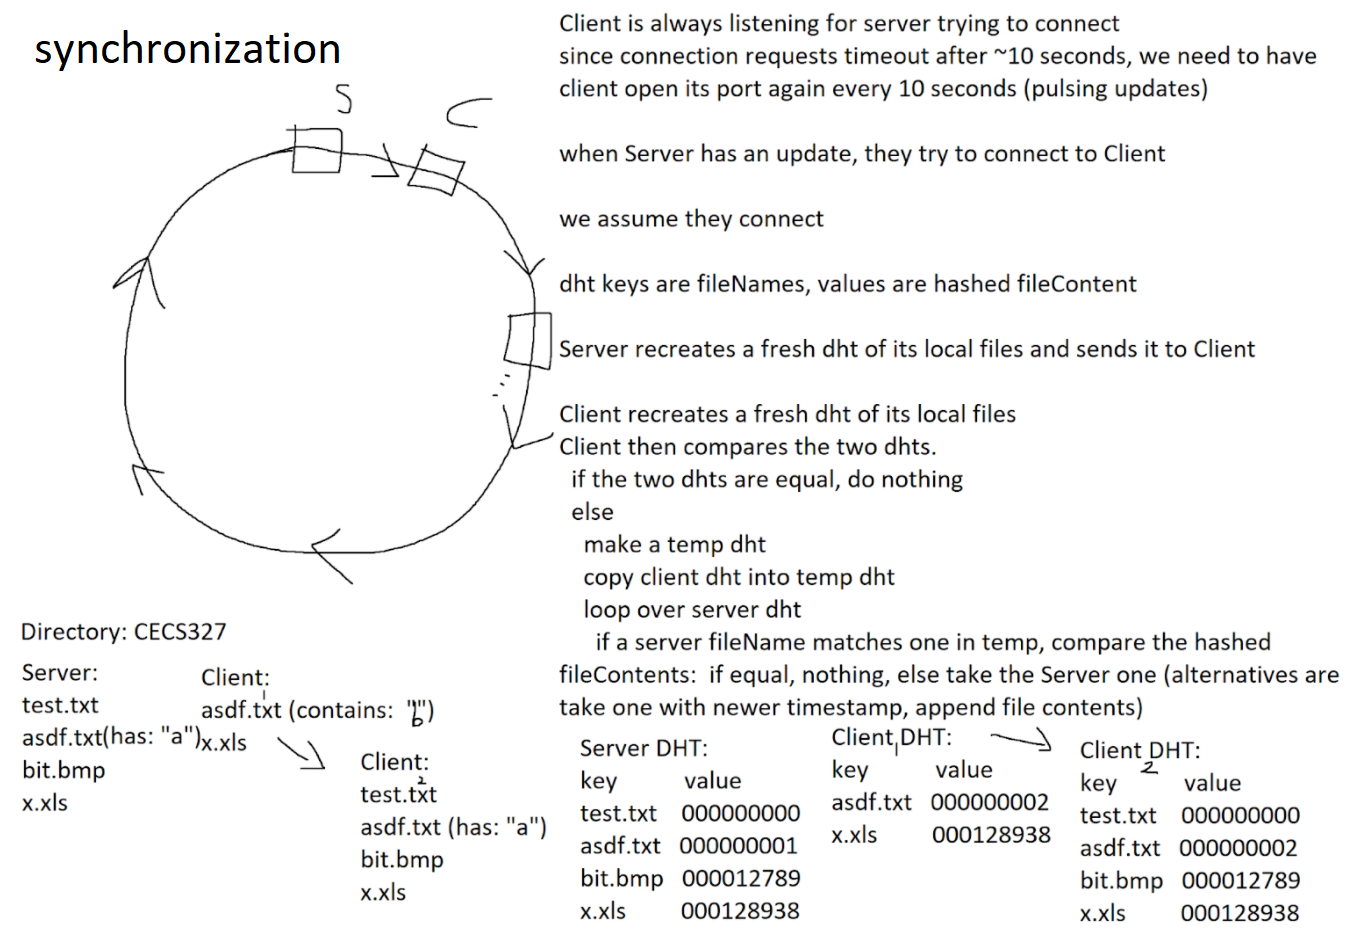 synchronization
S
C
Client is always listening for server trying to connect
since connection requests timeout after ~10 seconds, we need to have
client open its port again every 10 seconds (pulsing updates)
when Server has an update, they try to connect to Client
we assume they connect
dht keys are fileNames, values are hashed fileContent
Server recreates a fresh dht of its local files and sends it to Client
Client recreates a fresh dht of its local files
Client then compares the two dhts.
if the two dhts are equal, do nothing
else
make a temp dht
copy client dht into temp dht
loop over server dht
if a server fileName matches one in temp, compare the hashed
fileContents: if equal, nothing, else take the Server one (alternatives are
take one with newer timestamp, append file contents)
Directory: CECS327
Server:
test.txt
asdf.txt(has: "a")
bit.bmp
x.xls
Client:
1
asdf.txt (contains: "b")
x.xls
Client:
2
test.txt
asdf.txt (has: "a")
bit.bmp
x.xls
Server DHT:
key value
test.txt 000000000
asdf.txt 000000001
bit.bmp 000012789
x.xls 000128938
Client DHT:
1
key value
asdf.txt 000000002
x.xls 000128938
Client DHT:
2
key value
test.txt 000000000
asdf.txt 000000002
bit.bmp 000012789
x.xls 000128938